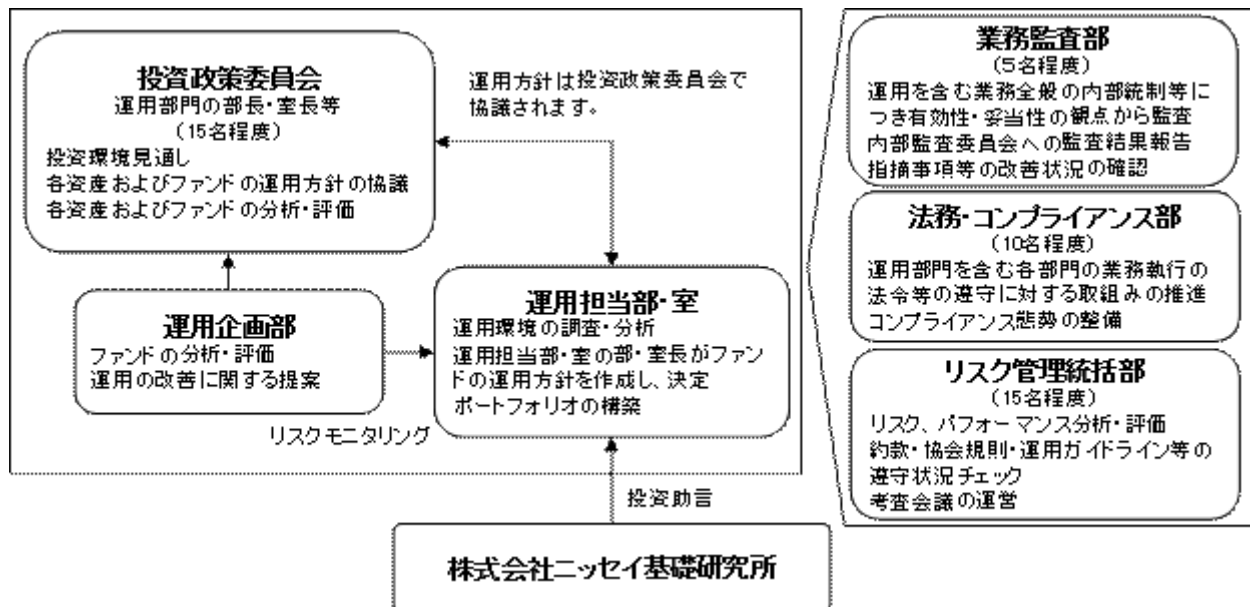 投資政策委員会
運用部門の部長・室長等
(15名程度)
投資環境見通し
各資産およびファンドの運用方針の協議
各資産およびファンドの分析・評価
運用方針は投資政策委員会で
協議されます。
運用企画部
ファンドの分析・評価
運用の改善に関する提案
リスクモニタリング
運用担当部・室
運用環境の調査・分析
運用担当部・室の部・室長がファン
ドの運用方針を作成し、決定
ポートフォリオの構築
投資助言
株式会社ニッセイ基礎研究所
業務監査部
(5名程度)
運用を含む業務全般の内部統制等に
つき有効性・妥当性の観点から監査
内部監査委員会への監査結果報告
指摘事項等の改善状況の確認
法務・コンプライアンス部
(10名程度)
運用部門を含む各部門の業務執行の
法令等の遵守に対する取組みの推進
コンプライアンス態勢の整備
リスク管理統括部
(15名程度)
リスク、パフォーマンス分析・評価
約款・協会規則・運用ガイドライン等の
遵守状況チェック
考査会議の運営